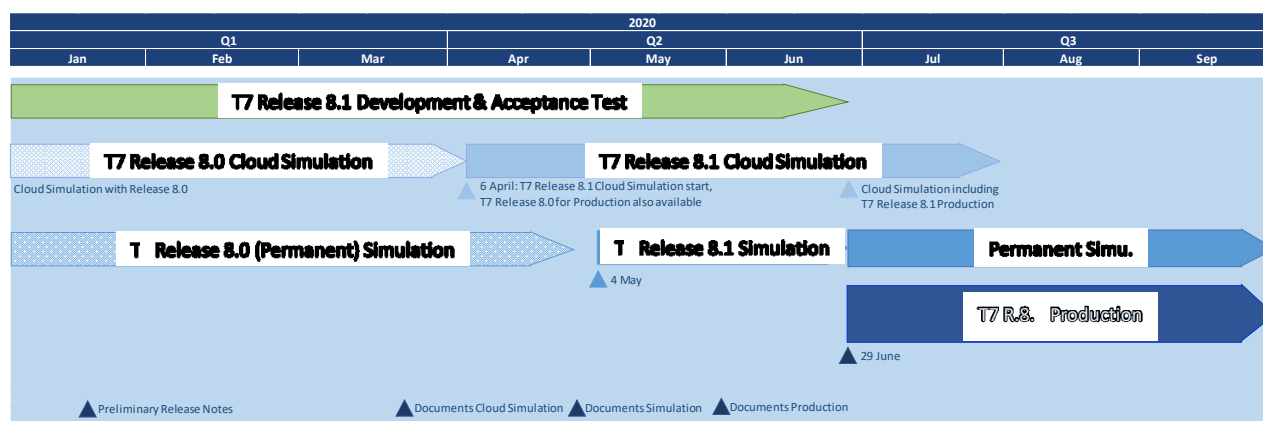 2020
Q1 Q2 Q3
Jan Feb Mar Apr May Jun Jul Aug Sep
T7 Release 8.1 Development & Acceptance Test
T7 Release 8.0 Cloud Simulation T7 Release 8.1 Cloud Simulation
Cloud Simulation with Release 8.0
6 April: T7 Release 8.1 Cloud Simulation start,
T7 Release 8.0 for Production also available
Cloud Simulation including
T7 Release 8.1 Production
T Release 8.0 (Permanent) Simulation T Release 8.1 Simulation Permanent Simu.
4 May
T7 R.8. Production
29 June
Preliminary Release Notes Documents Cloud Simulation Documents Simulation Documents Production